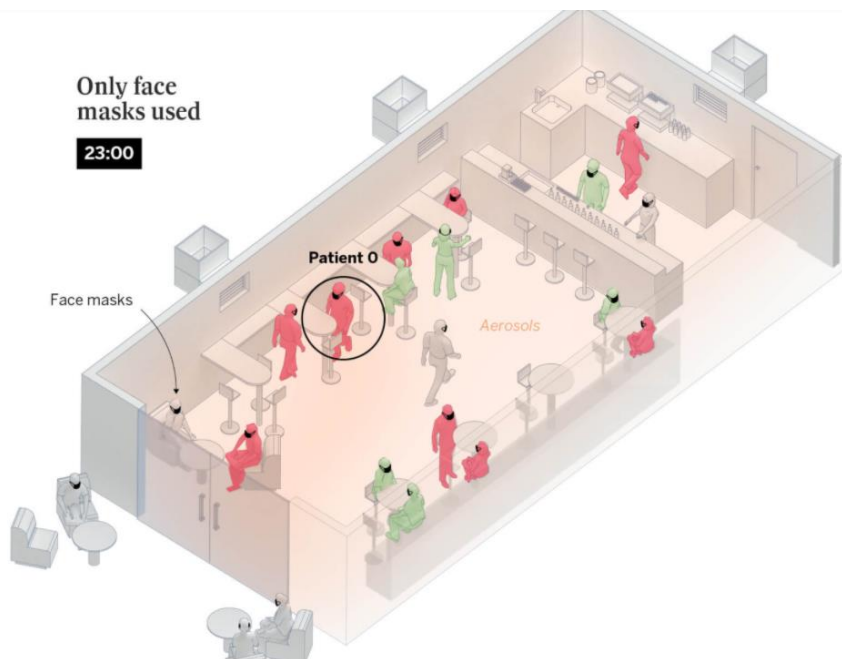 Only face
masks used
23:00
Patient 0
Face masks
Aerosols